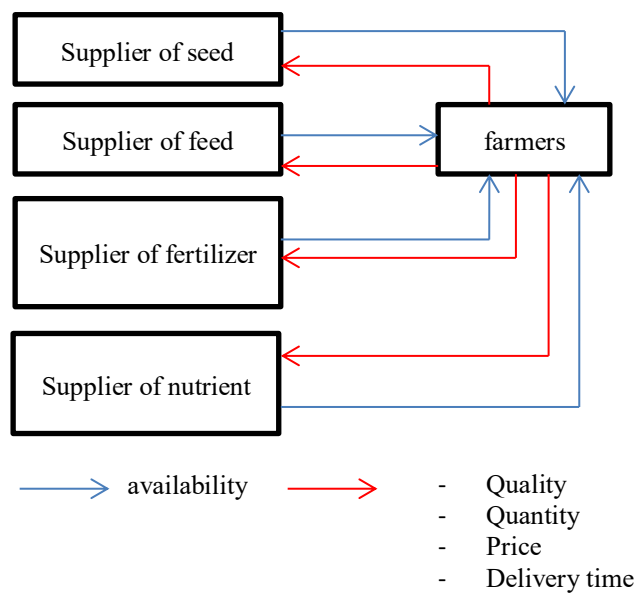 Supplier of seed
Supplier of feed
farmers
Supplier of fertilizer
Supplier of nutrient
availability
- Quality
- Quantity
- Price
- Delivery time